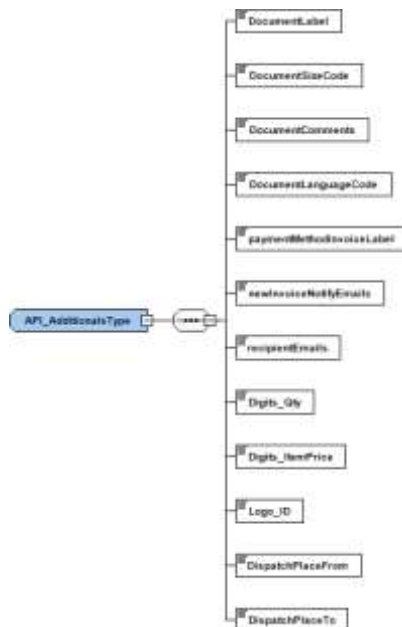 DocumentLabel
DocumentSizeCode
DocumentComments
DocumentLanguageCode
paymentMethodInvoiceLabel
newInvoiceNotifyEmails
API_AdditionalsType
recipientEmails
Digits_Qty
Digits_ItemPrice
Logo_ID
DispatchPlaceFrom
DispatchPlaceTo